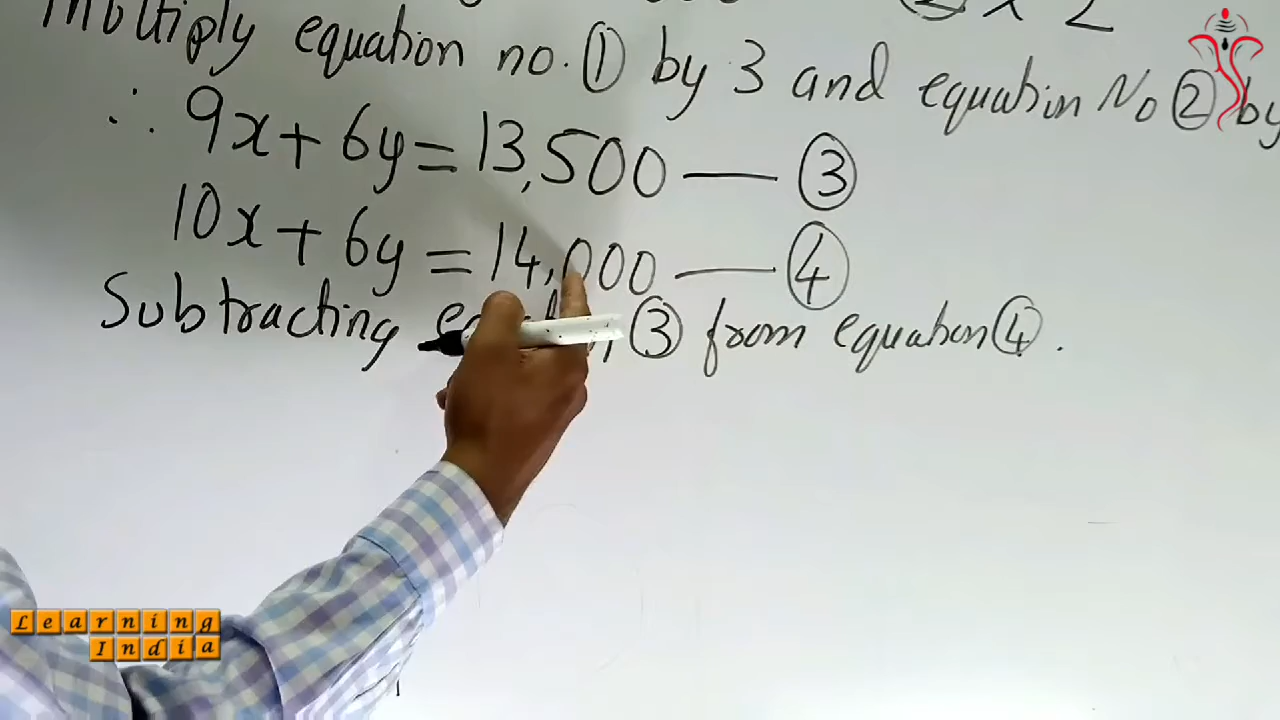 multiply equation no. ① by 3 and equation No ② by
∴ 9x + 6y = 13,500 — ③
10x + 6y = 14,000 — ④
Subtracting ③ from equation ④.
Learning
India